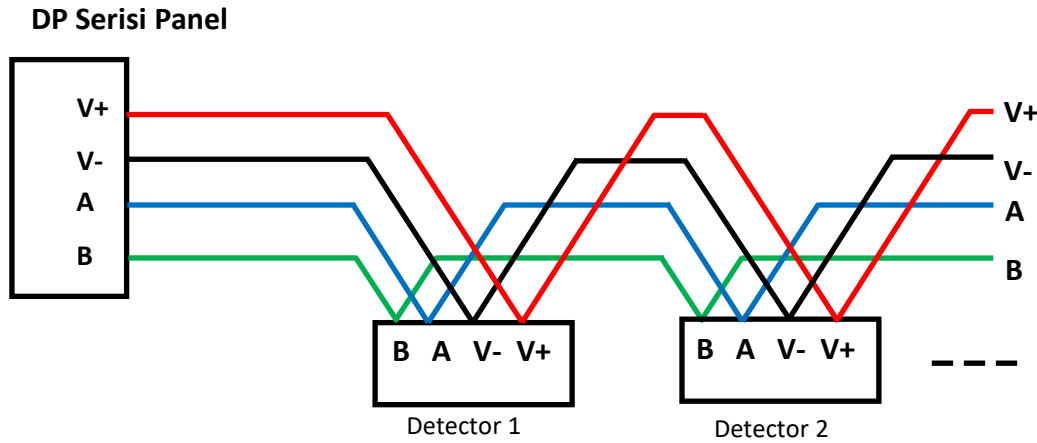 DP Serisi Panel
V+
V-
A
B
V+
V-
A
B
B A V- V+
Detector 1
B A V- V+
Detector 2